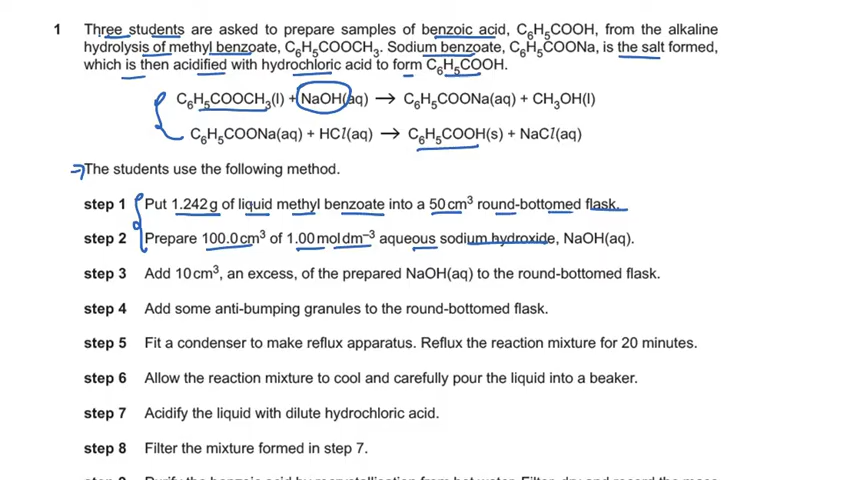 1 Three students are asked to prepare samples of benzoic acid, C₆H₅COOH, from the alkaline
hydrolysis of methyl benzoate, C₆H₅COOCH₃. Sodium benzoate, C₆H₅COONa, is the salt formed,
which is then acidified with hydrochloric acid to form C₆H₅COOH.
C₆H₅COOCH₃(l) + NaOH(aq) → C₆H₅COONa(aq) + CH₃OH(l)
C₆H₅COONa(aq) + HCl(aq) → C₆H₅COOH(s) + NaCl(aq)
The students use the following method.
step 1 Put 1.242 g of liquid methyl benzoate into a 50 cm³ round-bottomed flask.
step 2 Prepare 100.0 cm³ of 1.00 mol dm⁻³ aqueous sodium hydroxide, NaOH(aq).
step 3 Add 10 cm³, an excess, of the prepared NaOH(aq) to the round-bottomed flask.
step 4 Add some anti-bumping granules to the round-bottomed flask.
step 5 Fit a condenser to make reflux apparatus. Reflux the reaction mixture for 20 minutes.
step 6 Allow the reaction mixture to cool and carefully pour the liquid into a beaker.
step 7 Acidify the liquid with dilute hydrochloric acid.
step 8 Filter the mixture formed in step 7.